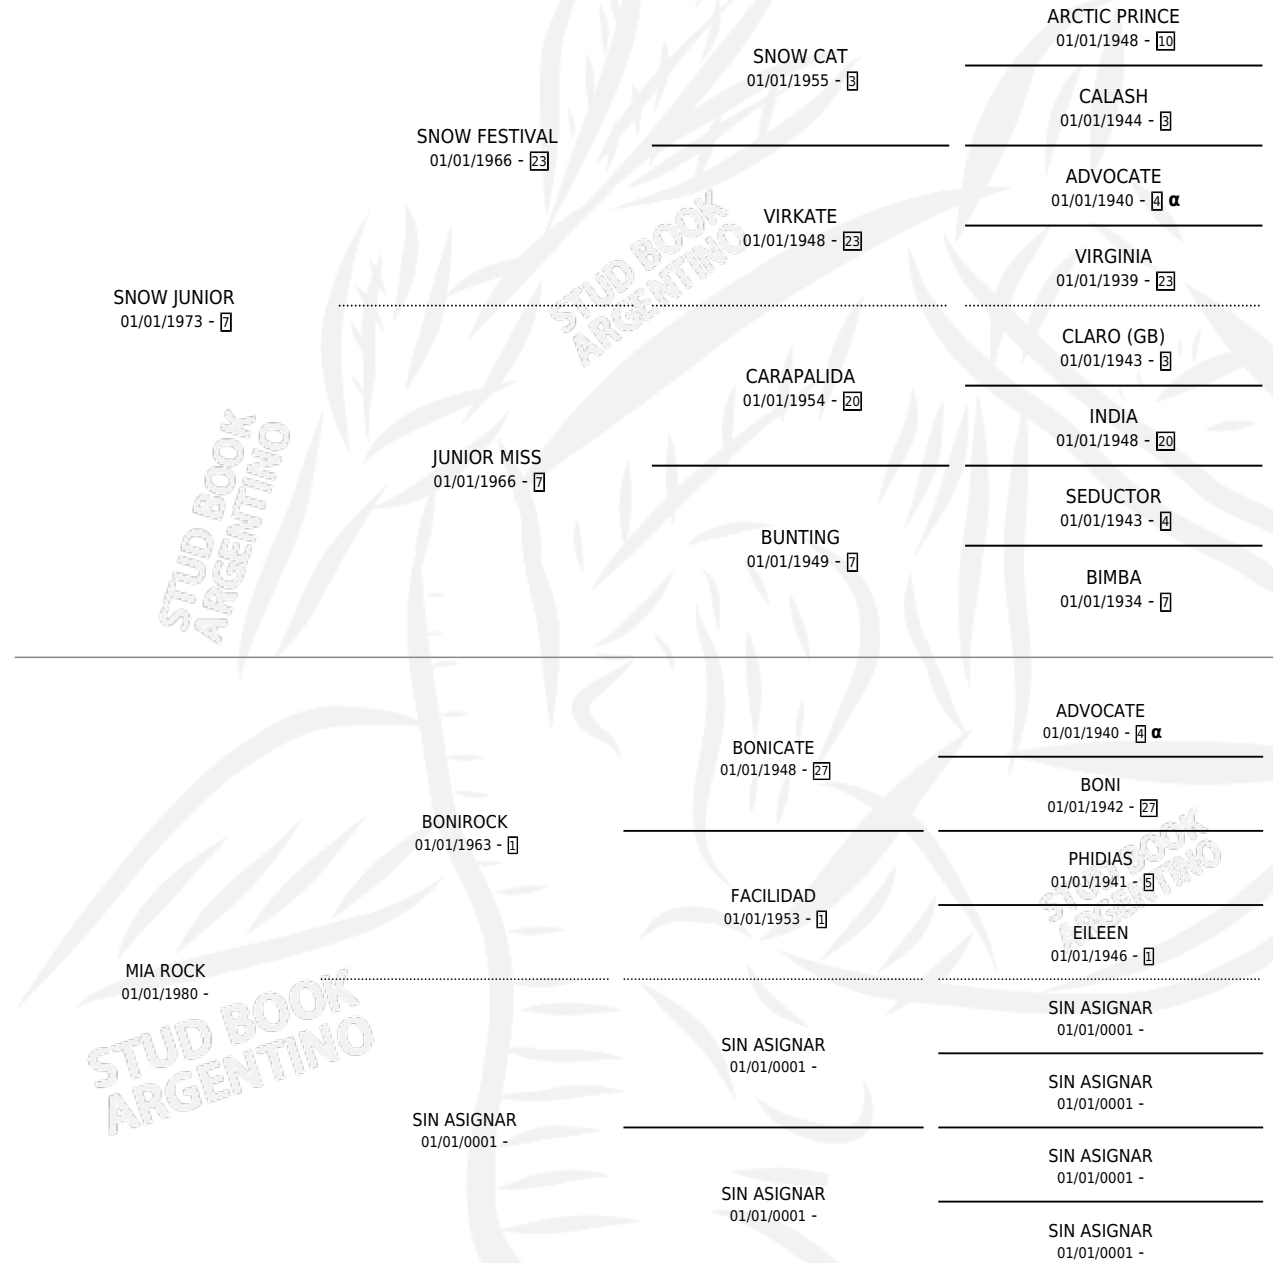 ARCTIC PRINCE
01/01/1948 - 10
SNOW CAT
01/01/1955 - 3
CALASH
01/01/1944 - 3
SNOW FESTIVAL
01/01/1966 - 23
ADVOCATE
01/01/1940 - 4 α
VIRKATE
01/01/1948 - 23
VIRGINIA
01/01/1939 - 23
SNOW JUNIOR
01/01/1973 - 7
CLARO (GB)
01/01/1943 - 3
CARAPALIDA
01/01/1954 - 20
INDIA
01/01/1948 - 20
JUNIOR MISS
01/01/1966 - 7
SEDUCTOR
01/01/1943 - 4
BUNTING
01/01/1949 - 7
BIMBA
01/01/1934 - 7
ADVOCATE
01/01/1940 - 4 α
BONICATE
01/01/1948 - 27
BONI
01/01/1942 - 27
BONIROCK
01/01/1963 - 1
PHIDIAS
01/01/1941 - 5
FACILIDAD
01/01/1953 - 1
EILEEN
01/01/1946 - 1
MIA ROCK
01/01/1980 -
SIN ASIGNAR
01/01/0001 -
SIN ASIGNAR
01/01/0001 -
SIN ASIGNAR
01/01/0001 -
SIN ASIGNAR
01/01/0001 -
SIN ASIGNAR
01/01/0001 -
SIN ASIGNAR
01/01/0001 -
SIN ASIGNAR
01/01/0001 -
STUD BOOK
ARGENTINO
STUD BOOK
ARGENTINO
STUD BOOK
ARGENTINO
STUD BOOK
ARGENTINO